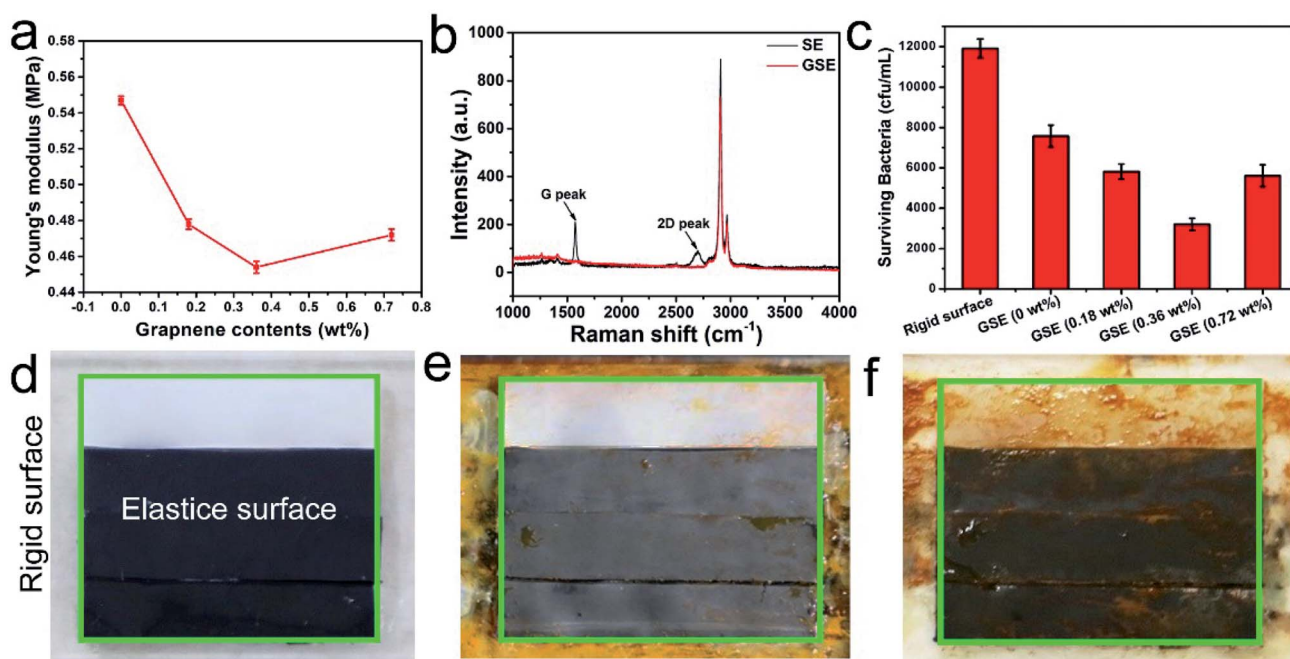 a
Young's modulus (MPa)
0.58
0.56
0.54
0.52
0.50
0.48
0.46
0.44
-0.1 0.0 0.1 0.2 0.3 0.4 0.5 0.6 0.7 0.8
Grapnene contents (wt%)
b
Intensity (a.u.)
1000
800
600
400
200
0
SE
GSE
G peak
2D peak
1000 1500 2000 2500 3000 3500 4000
Raman shift (cm-1)
c
Surviving Bacteria (cfu/mL)
12000
10000
8000
6000
4000
2000
0
Rigid surface
GSE (0 wt%)
GSE (0.18 wt%)
GSE (0.36 wt%)
GSE (0.72 wt%)
d
Rigid surface
Elastice surface
e
f